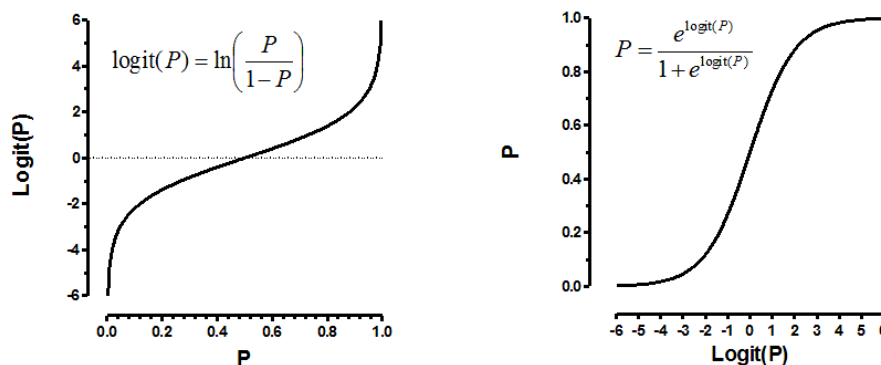 6
4
2
0
-2
-4
-6
Logit(P)
logit(P) = ln(P/(1-P))
0.0 0.2 0.4 0.6 0.8 1.0
P
1.0
0.8
0.6
0.4
0.2
0.0
P
P = e^logit(P)/(1+e^logit(P))
-6 -5 -4 -3 -2 -1 0 1 2 3 4 5 6
Logit(P)